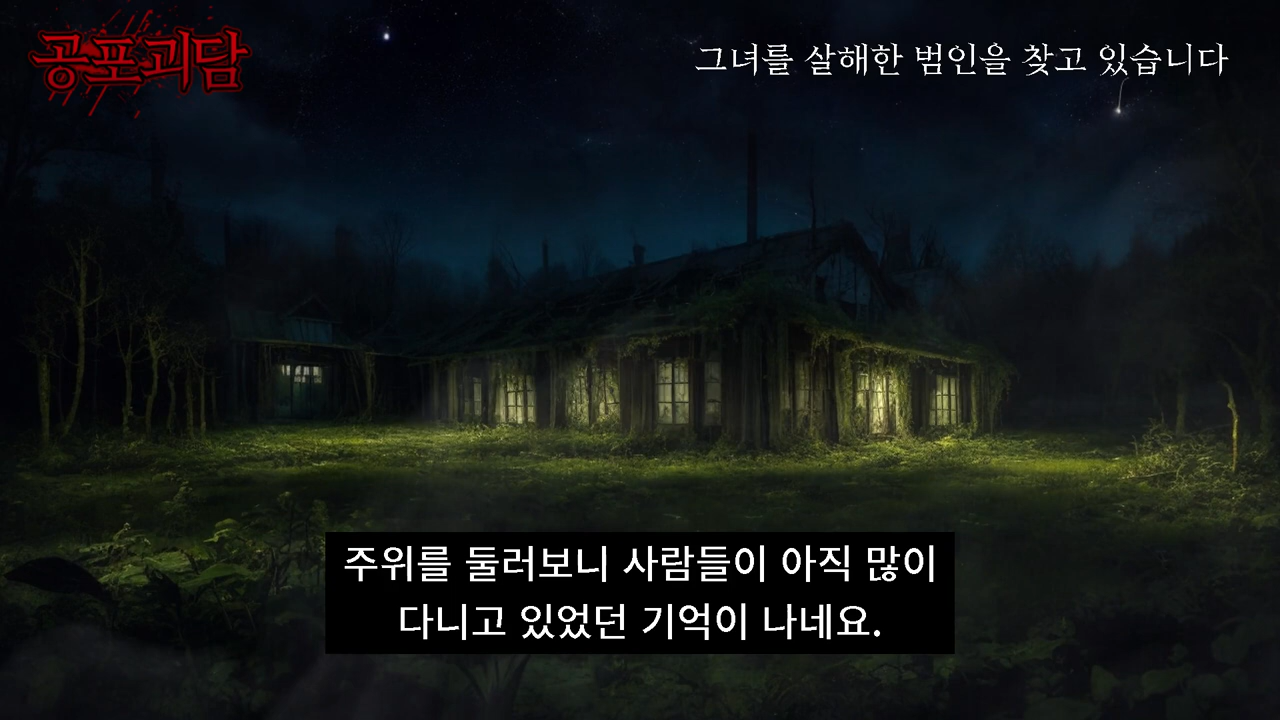 공포괴담
그녀를 살해한 범인을 찾고 있습니다
주위를 둘러보니 사람들이 아직 많이
다니고 있었던 기억이 나네요.